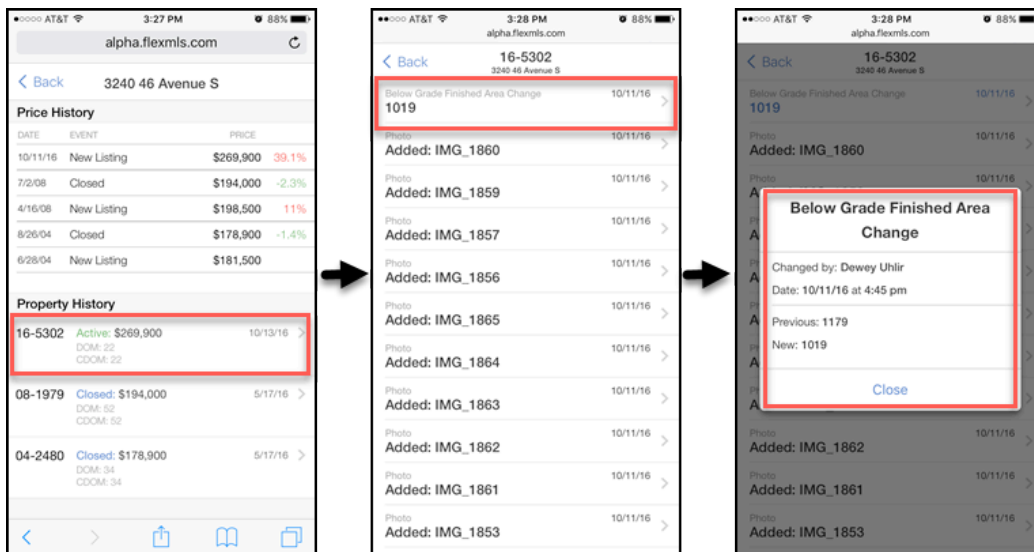 AT&T 3:27 PM 88%
alpha.flexmls.com
Back 3240 46 Avenue S
Price History
DATE EVENT PRICE
10/11/16 New Listing $269,900 39.1%
7/2/08 Closed $194,000 -2.3%
4/16/08 New Listing $198,500 11%
8/26/04 Closed $178,900 -1.4%
6/28/04 New Listing $181,500
Property History
16-5302 Active: $269,900 10/13/16
DOM: 22
CDOM: 22
08-1979 Closed: $194,000 5/17/16
DOM: 52
CDOM: 52
04-2480 Closed: $178,900 5/17/16
DOM: 34
CDOM: 34
AT&T 3:28 PM 88%
alpha.flexmls.com
Back 16-5302
3240 46 Avenue S
Below Grade Finished Area Change 10/11/16
1019
Photo 10/11/16
Added: IMG_1860
Photo 10/11/16
Added: IMG_1859
Photo 10/11/16
Added: IMG_1857
Photo 10/11/16
Added: IMG_1856
Photo 10/11/16
Added: IMG_1865
Photo 10/11/16
Added: IMG_1864
Photo 10/11/16
Added: IMG_1863
Photo 10/11/16
Added: IMG_1862
Photo 10/11/16
Added: IMG_1861
Photo 10/11/16
Added: IMG_1853
AT&T 3:28 PM 88%
alpha.flexmls.com
Back 16-5302
3240 46 Avenue S
Below Grade Finished Area Change 10/11/16
1019
Photo 10/11/16
Added: IMG_1860
Below Grade Finished Area
Change
Changed by: Dewey Uhlir
Date: 10/11/16 at 4:45 pm
Previous: 1179
New: 1019
Close
Photo 10/11/16
Added: IMG_1862
Photo 10/11/16
Added: IMG_1861
Photo 10/11/16
Added: IMG_1853